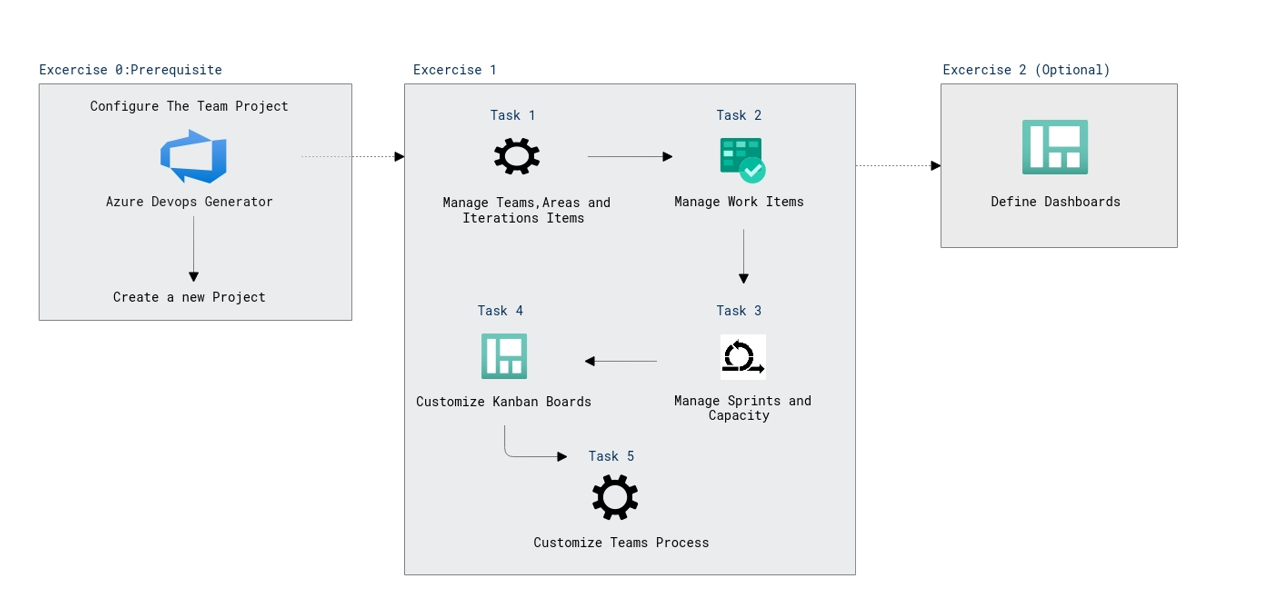 Excercise 0:Prerequisite
Configure The Team Project
Azure Devops Generator
Create a new Project
Excercise 1
Task 1
Manage Teams,Areas and
Iterations Items
Task 2
Manage Work Items
Task 3
Manage Sprints and
Capacity
Task 4
Customize Kanban Boards
Task 5
Customize Teams Process
Excercise 2 (Optional)
Define Dashboards